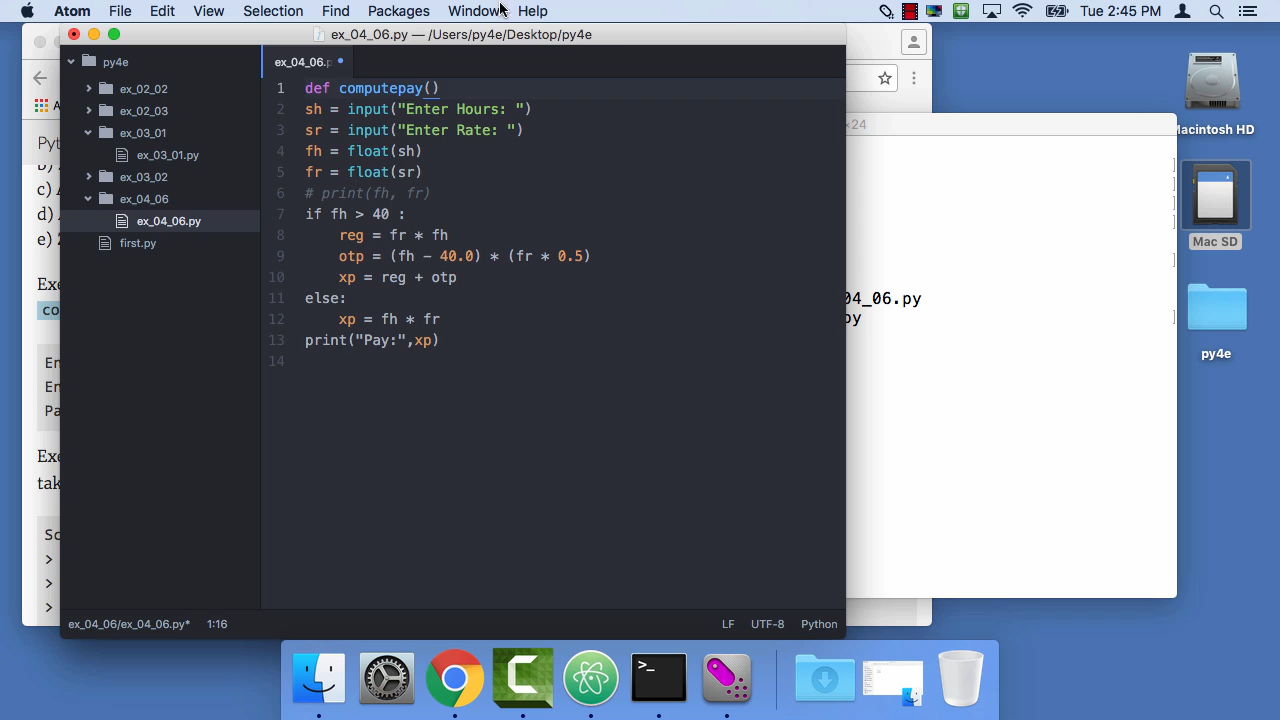 Atom File Edit View Selection Find Packages Window Help Tue 2:45 PM
ex_04_06.py — /Users/py4e/Desktop/py4e
py4e
ex_02_02
ex_02_03
ex_03_01
ex_03_01.py
ex_03_02
ex_04_06
ex_04_06.py
first.py
ex_04_06.p
1 def computepay()
2 sh = input("Enter Hours: ")
3 sr = input("Enter Rate: ")
4 fh = float(sh)
5 fr = float(sr)
6 # print(fh, fr)
7 if fh > 40 :
8 reg = fr * fh
9 otp = (fh - 40.0) * (fr * 0.5)
10 xp = reg + otp
11 else:
12 xp = fh * fr
13 print("Pay:",xp)
14
ex_04_06/ex_04_06.py* 1:16 LF UTF-8 Python
A
Pyt
c) 
d) 
e) 2
Exe
co
En
En
Pa
Exe
tak
Sc
>
>
>
×24
04_06.py
py
Macintosh HD
Mac SD
py4e
>_